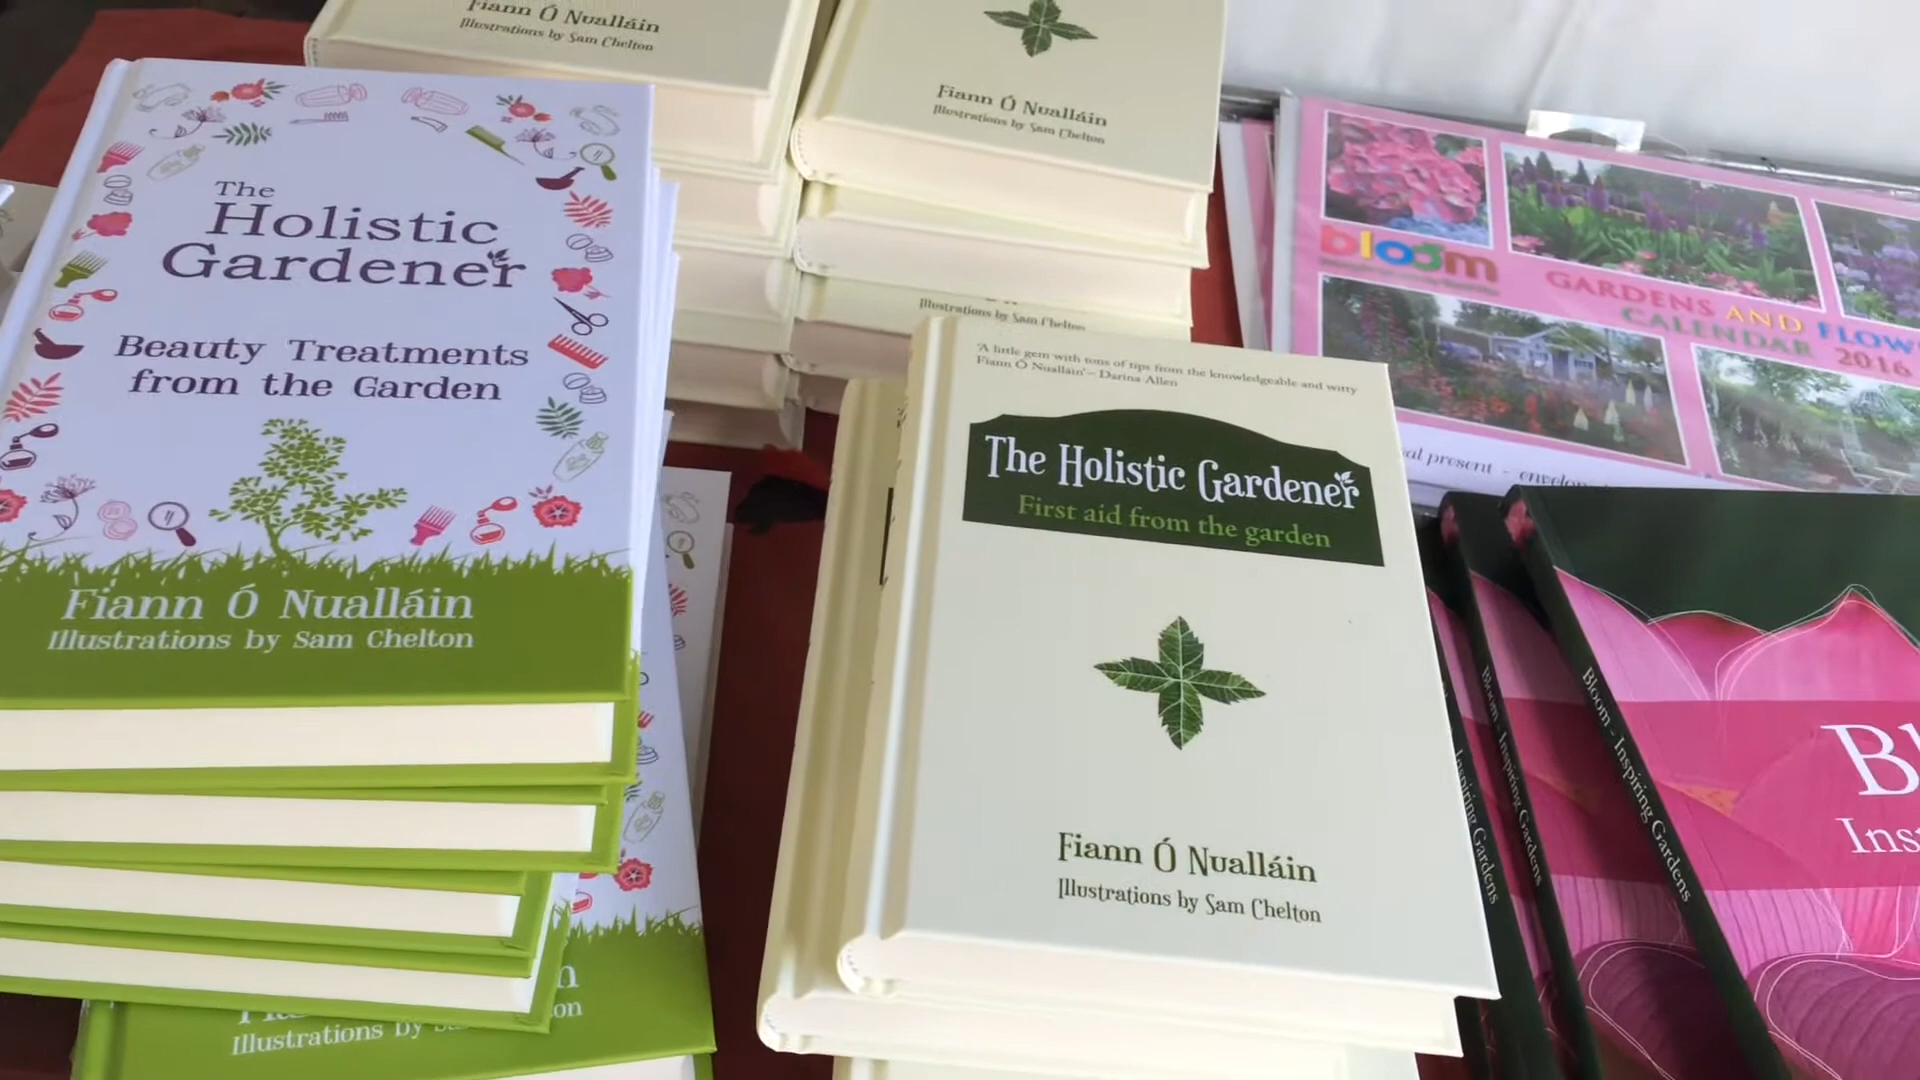 Fiann Ó Nualláin
Illustrations by Sam Chelton
Fiann Ó Nualláin
Illustrations by Sam Chelton
The
Holistic
Gardener
Beauty Treatments
from the Garden
Fiann Ó Nualláin
Illustrations by Sam Chelton
Illustrations by
Illustrations by Sam Chelton
'A little gem with tons of tips from the knowledgeable and witty
Fiann Ó Nualláin' – Darina Allen
The Holistic Gardener
First aid from the garden
Fiann Ó Nualláin
Illustrations by Sam Chelton
bloom
GARDENS AND
CALENDAR 2016
present -
Inspiring Gardens
Bloom - Inspiring Gardens
Bloom - Inspiring Gardens